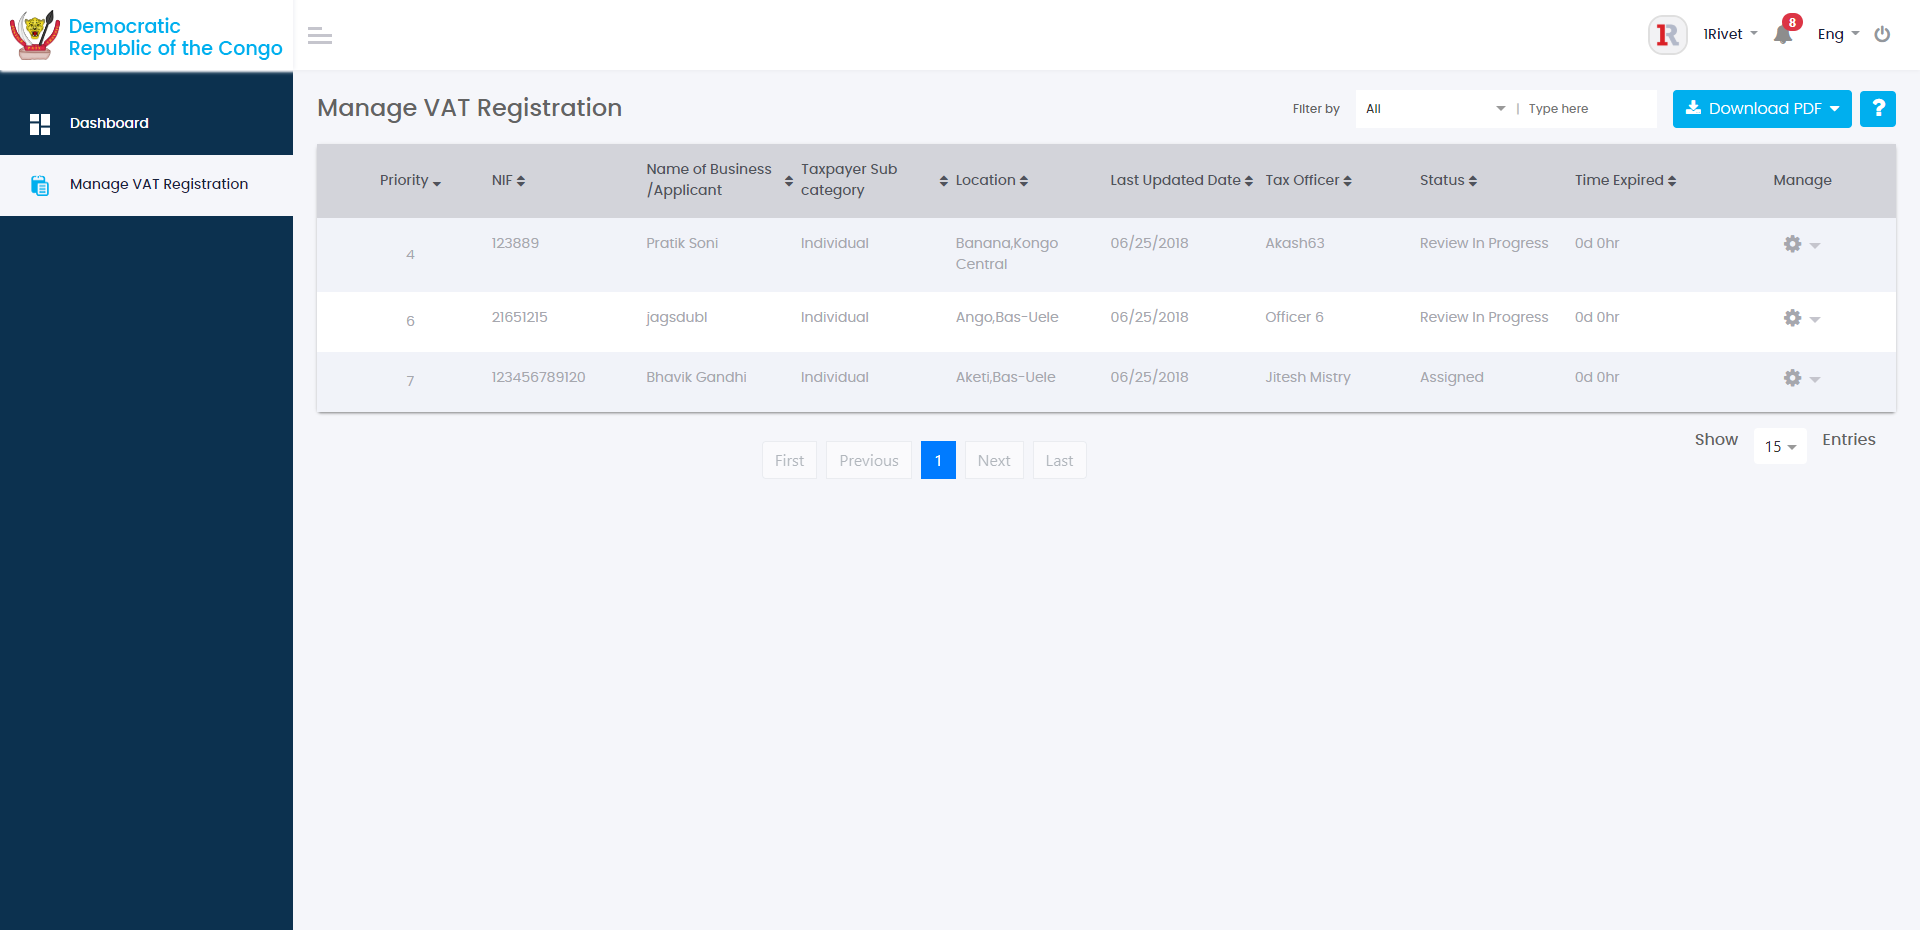 Democratic
Republic of the Congo
1R
1Rivet
8
Eng
Dashboard
Manage VAT Registration
Manage VAT Registration
Filter by
All
| Type here
Download PDF
?
Priority
NIF
Name of Business
/Applicant
Taxpayer Sub
category
Location
Last Updated Date
Tax Officer
Status
Time Expired
Manage
4
123889
Pratik Soni
Individual
Banana,Kongo
Central
06/25/2018
Akash63
Review In Progress
0d 0hr
6
21651215
jagsdubl
Individual
Ango,Bas-Uele
06/25/2018
Officer 6
Review In Progress
0d 0hr
7
123456789120
Bhavik Gandhi
Individual
Aketi,Bas-Uele
06/25/2018
Jitesh Mistry
Assigned
0d 0hr
First
Previous
1
Next
Last
Show
15
Entries